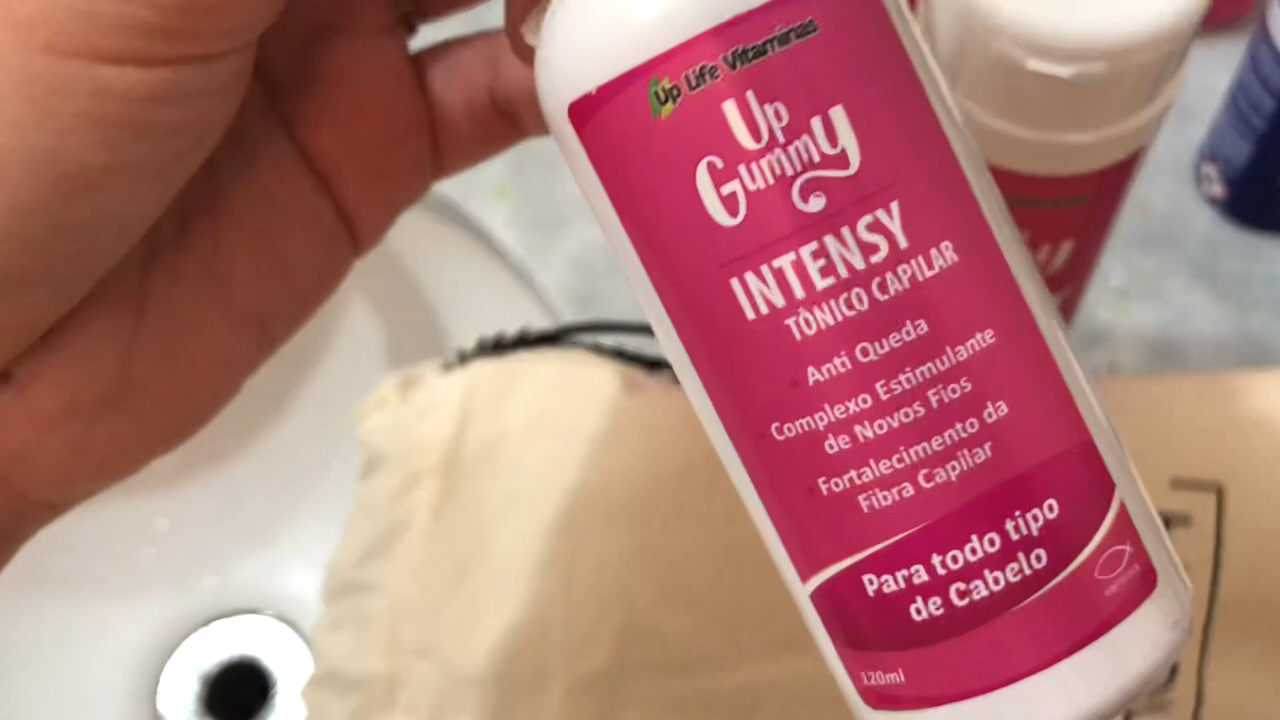 Up Life Vitaminas
Up
Gummy
INTENSY
TÔNICO CAPILAR
Anti Queda
Complexo Estimulante
de Novos Fios
Fortalecimento da
Fibra Capilar
Para todo tipo
de Cabelo
120ml